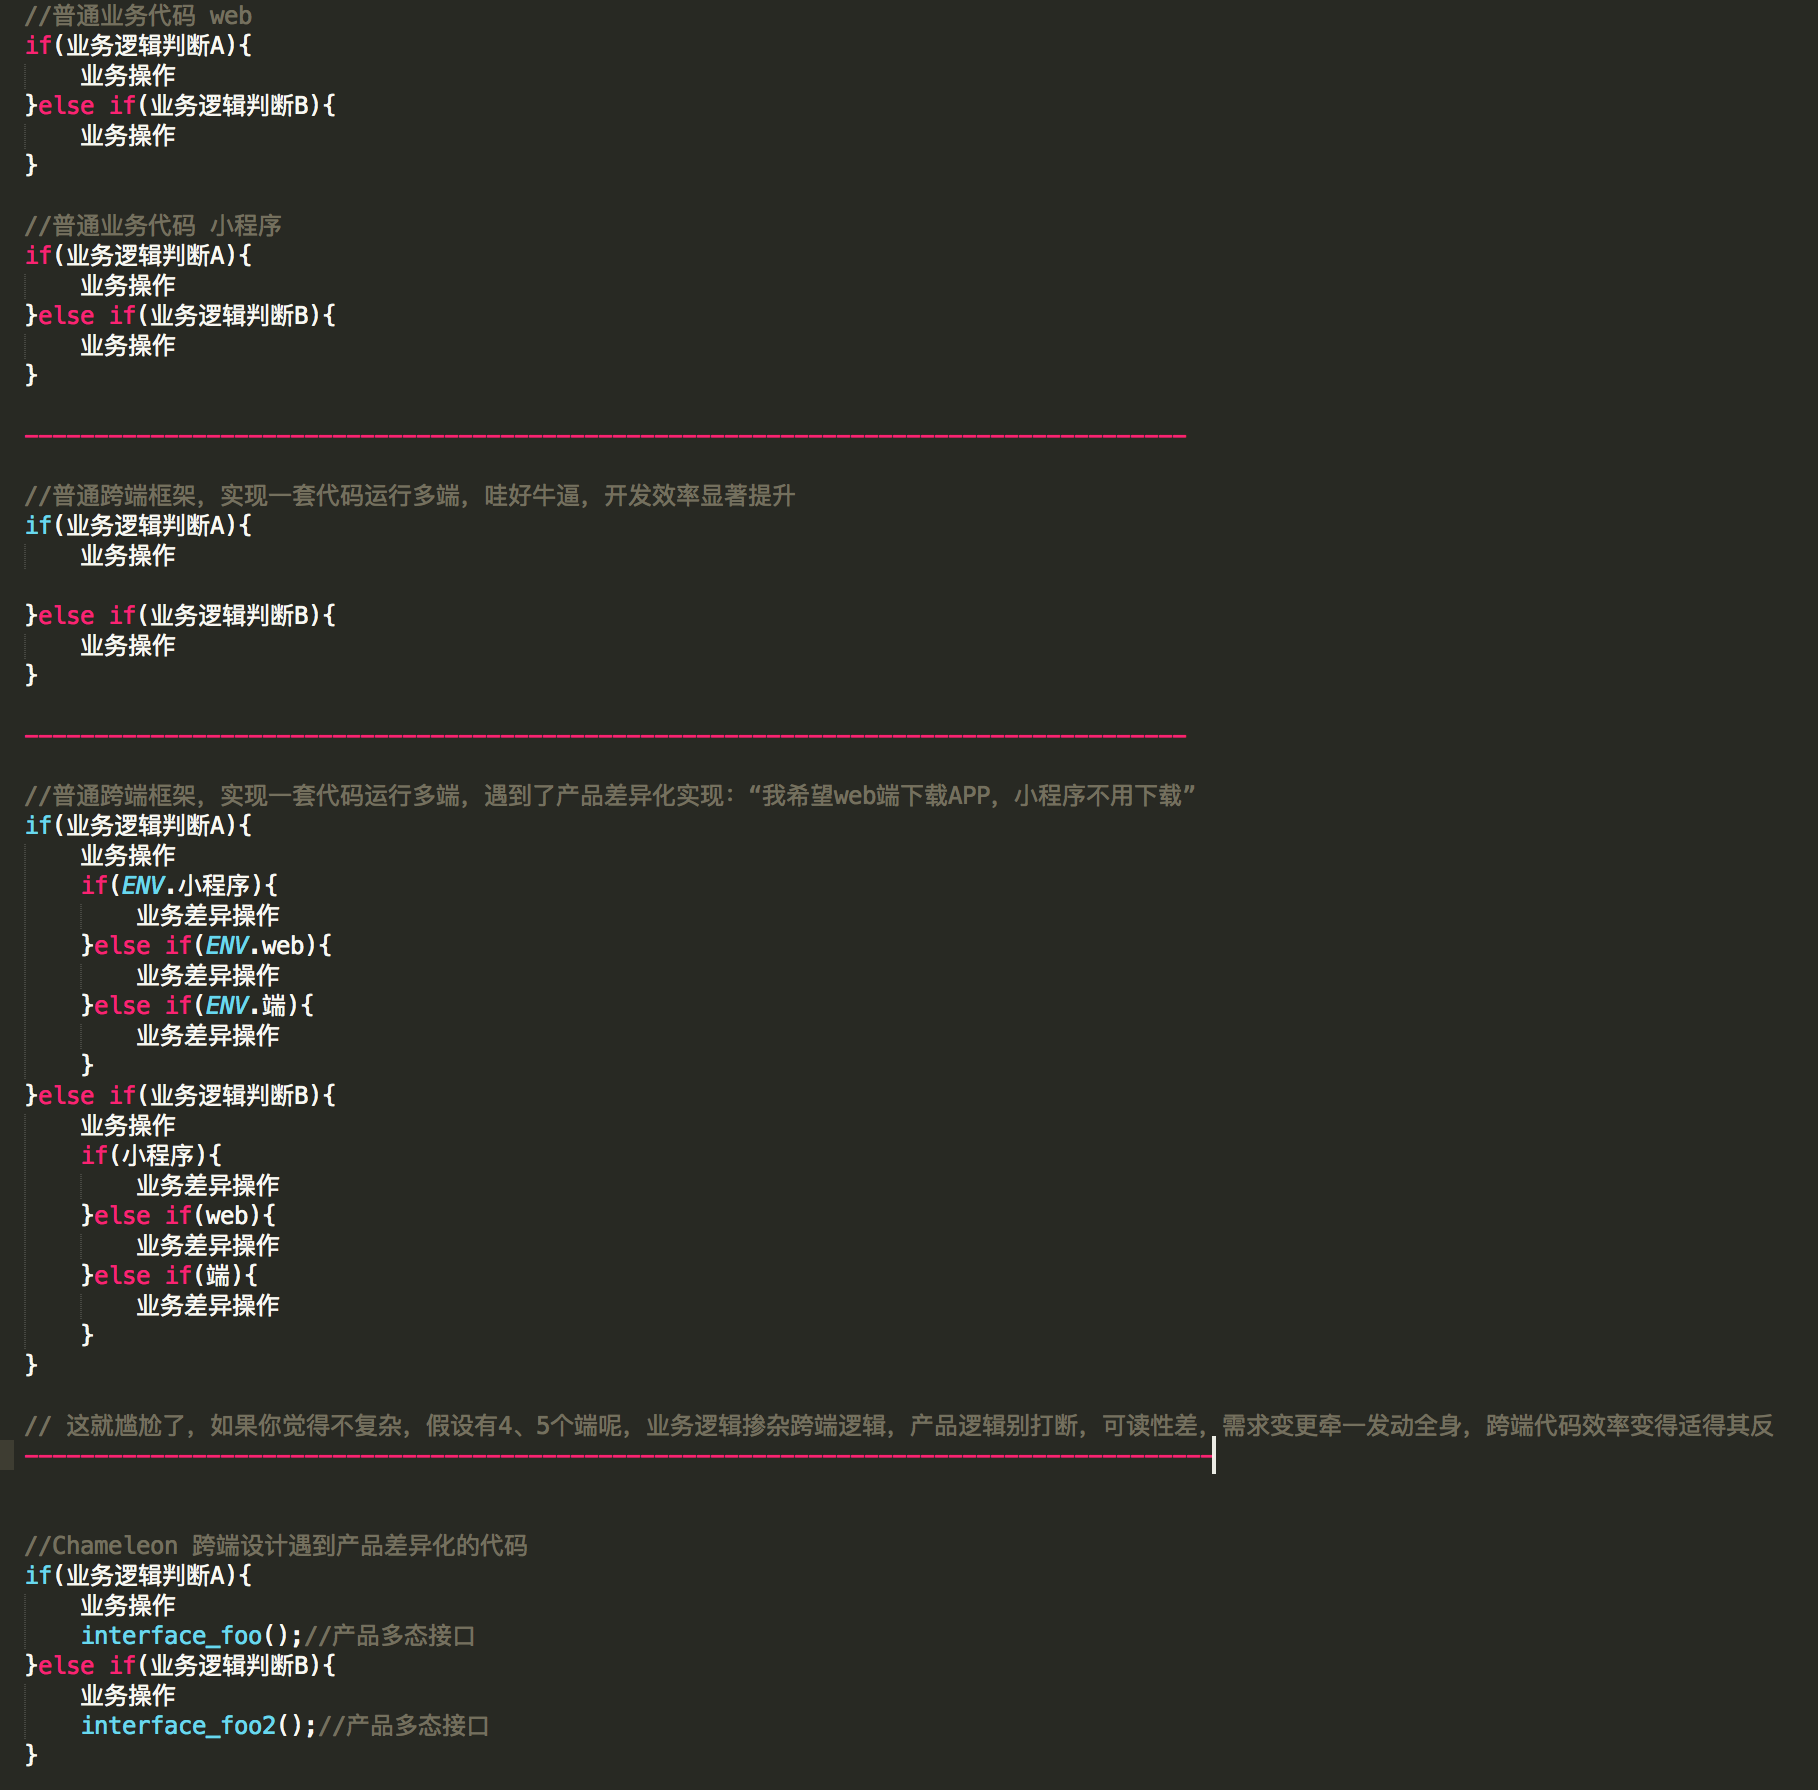 //普通业务代码 web
if(业务逻辑判断A){
    业务操作
}else if(业务逻辑判断B){
    业务操作
}
//普通业务代码 小程序
if(业务逻辑判断A){
    业务操作
}else if(业务逻辑判断B){
    业务操作
}
//普通跨端框架，实现一套代码运行多端，哇好牛逼，开发效率显著提升
if(业务逻辑判断A){
    业务操作
}else if(业务逻辑判断B){
    业务操作
}
//普通跨端框架，实现一套代码运行多端，遇到了产品差异化实现：“我希望web端下载APP，小程序不用下载”
if(业务逻辑判断A){
    业务操作
    if(ENV.小程序){
        业务差异操作
    }else if(ENV.web){
        业务差异操作
    }else if(ENV.端){
        业务差异操作
    }
}else if(业务逻辑判断B){
    业务操作
    if(小程序){
        业务差异操作
    }else if(web){
        业务差异操作
    }else if(端){
        业务差异操作
    }
}
// 这就尴尬了，如果你觉得不复杂，假设有4、5个端呢，业务逻辑掺杂跨端逻辑，产品逻辑别打断，可读性差，需求变更牵一发动全身，跨端代码效率变得适得其反
//Chameleon 跨端设计遇到产品差异化的代码
if(业务逻辑判断A){
    业务操作
    interface_foo();//产品多态接口
}else if(业务逻辑判断B){
    业务操作
    interface_foo2();//产品多态接口
}